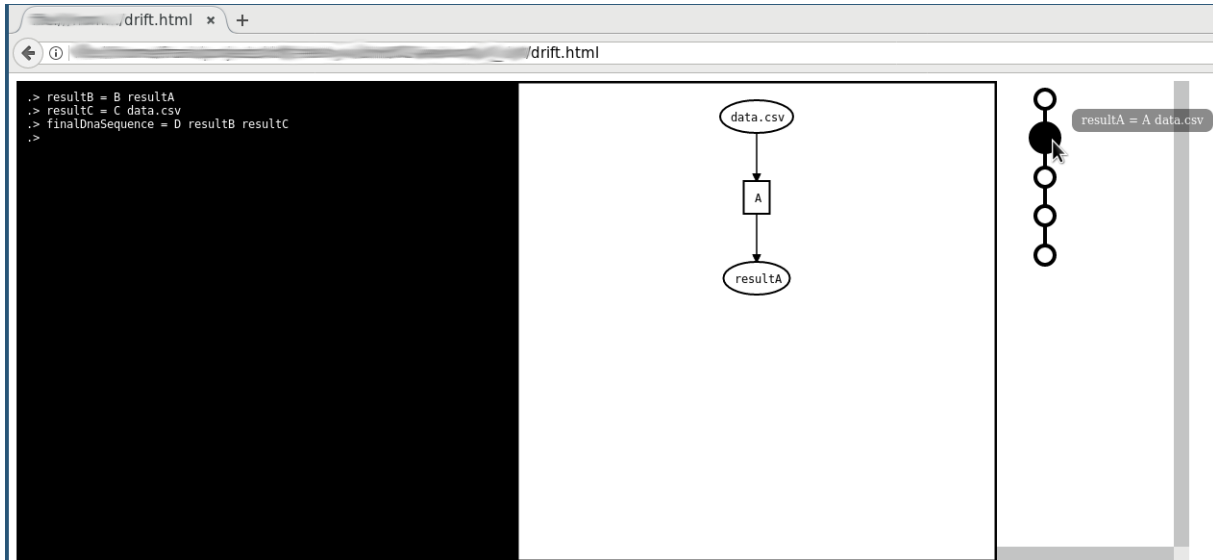 /drift.html × +
/drift.html
.> resultB = B resultA
.> resultC = C data.csv
.> finalDnaSequence = D resultB resultC
.>
data.csv
A
resultA
resultA = A data.csv